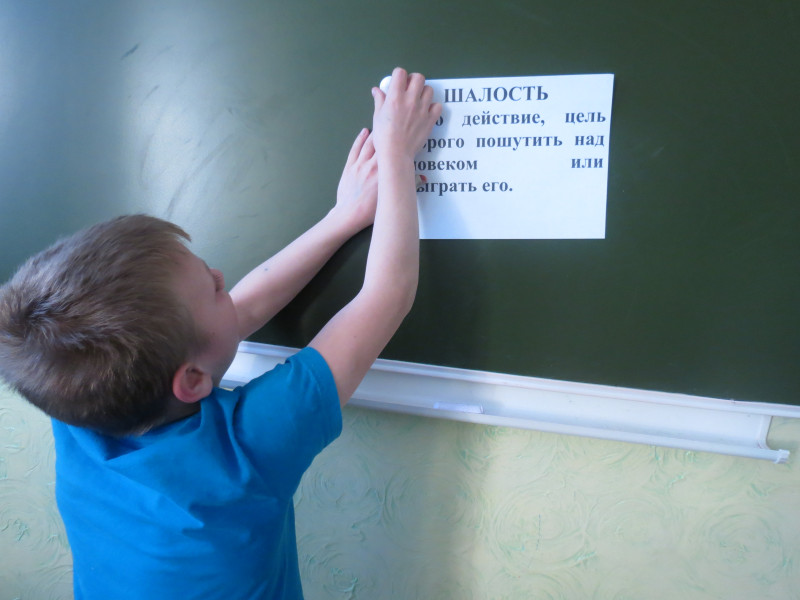 ШАЛОСТЬ
действие, цель
пошутить над
или
его.